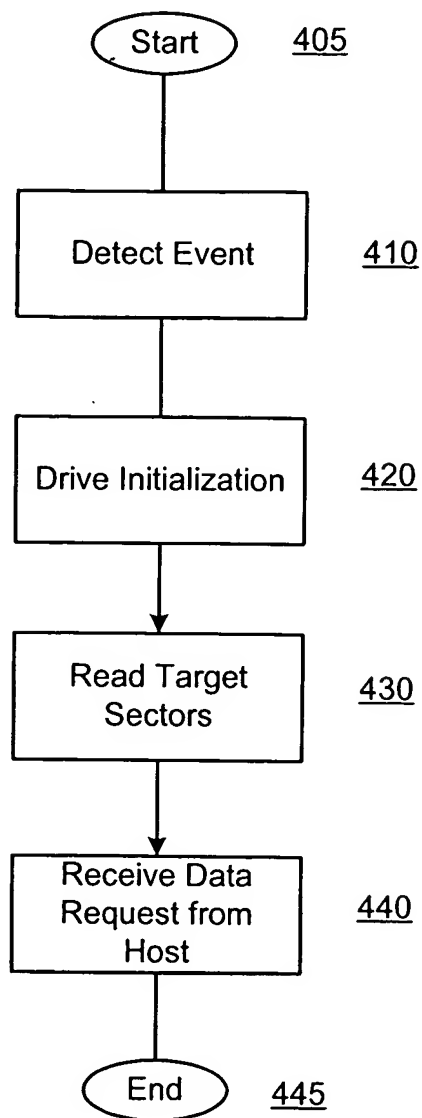 Start 405
Detect Event 410
Drive Initialization 420
Read Target
Sectors 430
Receive Data
Request from
Host 440
End 445